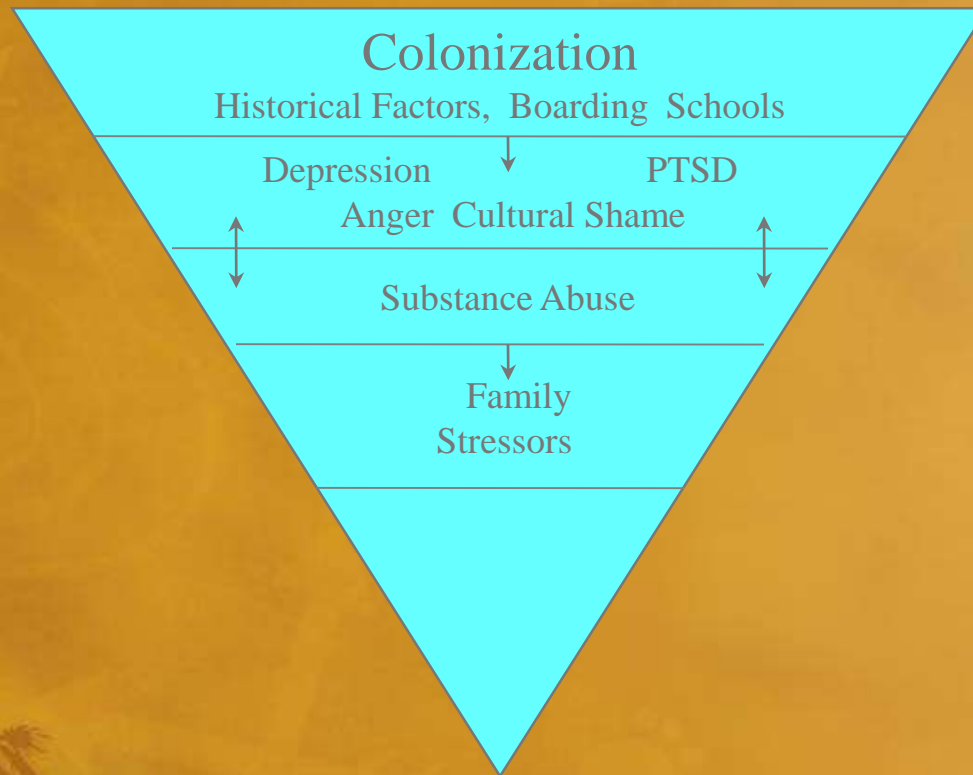 Colonization
Historical Factors, Boarding Schools
Depression PTSD
Anger Cultural Shame
Substance Abuse
Family
Stressors